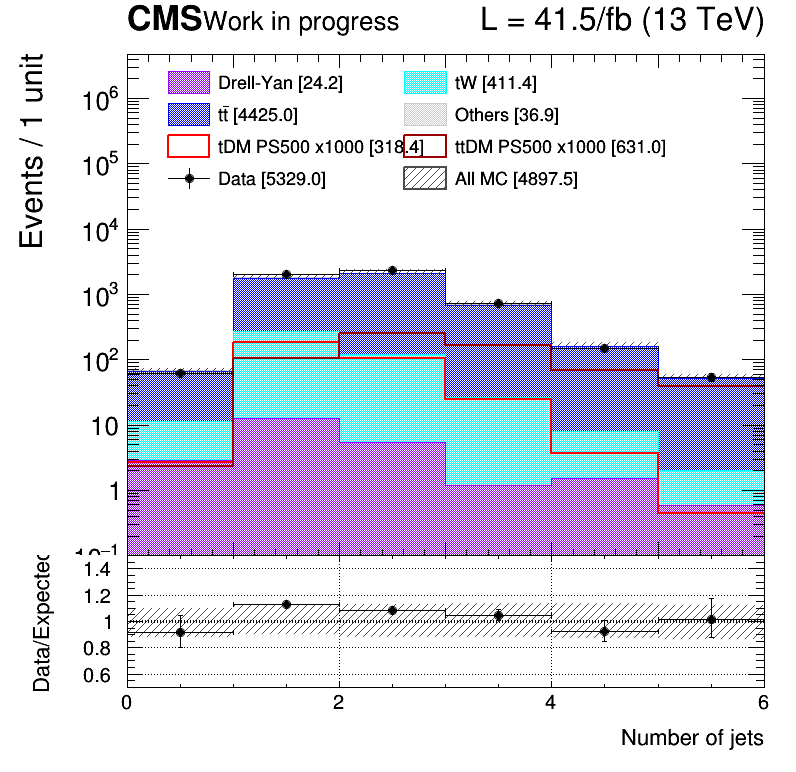 CMS Work in progress L = 41.5/fb (13 TeV)
Events / 1 unit
Drell-Yan [24.2] tW [411.4]
tt̄ [4425.0] Others [36.9]
tDM PS500 x1000 [318.4] ttDM PS500 x1000 [631.0]
Data [5329.0] All MC [4897.5]
10⁶
10⁵
10⁴
10³
10²
10
1
10⁻¹
Data/Expected
1.4
1.2
1
0.8
0.6
0 2 4 6
Number of jets